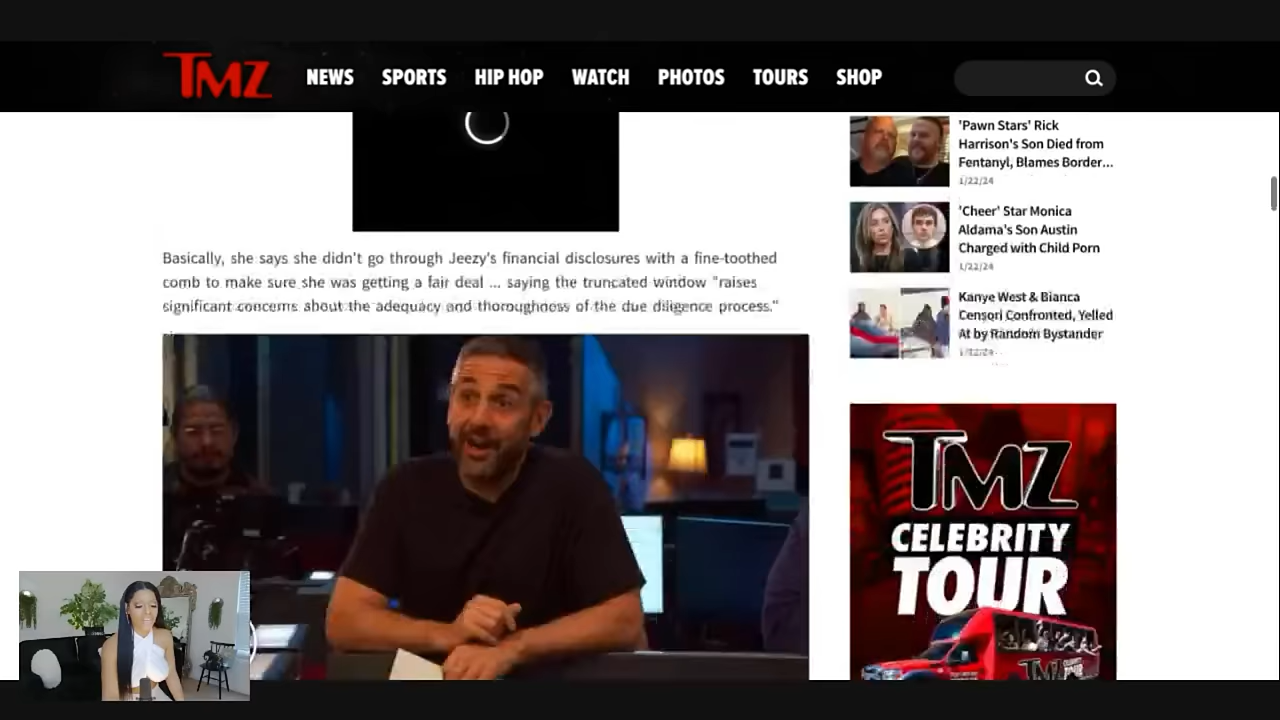 TMZ
NEWS SPORTS HIP HOP WATCH PHOTOS TOURS SHOP
Basically, she says she didn't go through Jeezy's financial disclosures with a fine-toothed
comb to make sure she was getting a fair deal ... saying the truncated window "raises
significant concerns about the adequacy and thoroughness of the due diligence process."
'Pawn Stars' Rick
Harrison's Son Died from
Fentanyl, Blames Border...
1/22/24
'Cheer' Star Monica
Aldama's Son Austin
Charged with Child Porn
1/22/24
Kanye West & Bianca
Censori Confronted, Yelled
At by Random Bystander
TMZ
CELEBRITY
TOUR
TMZ